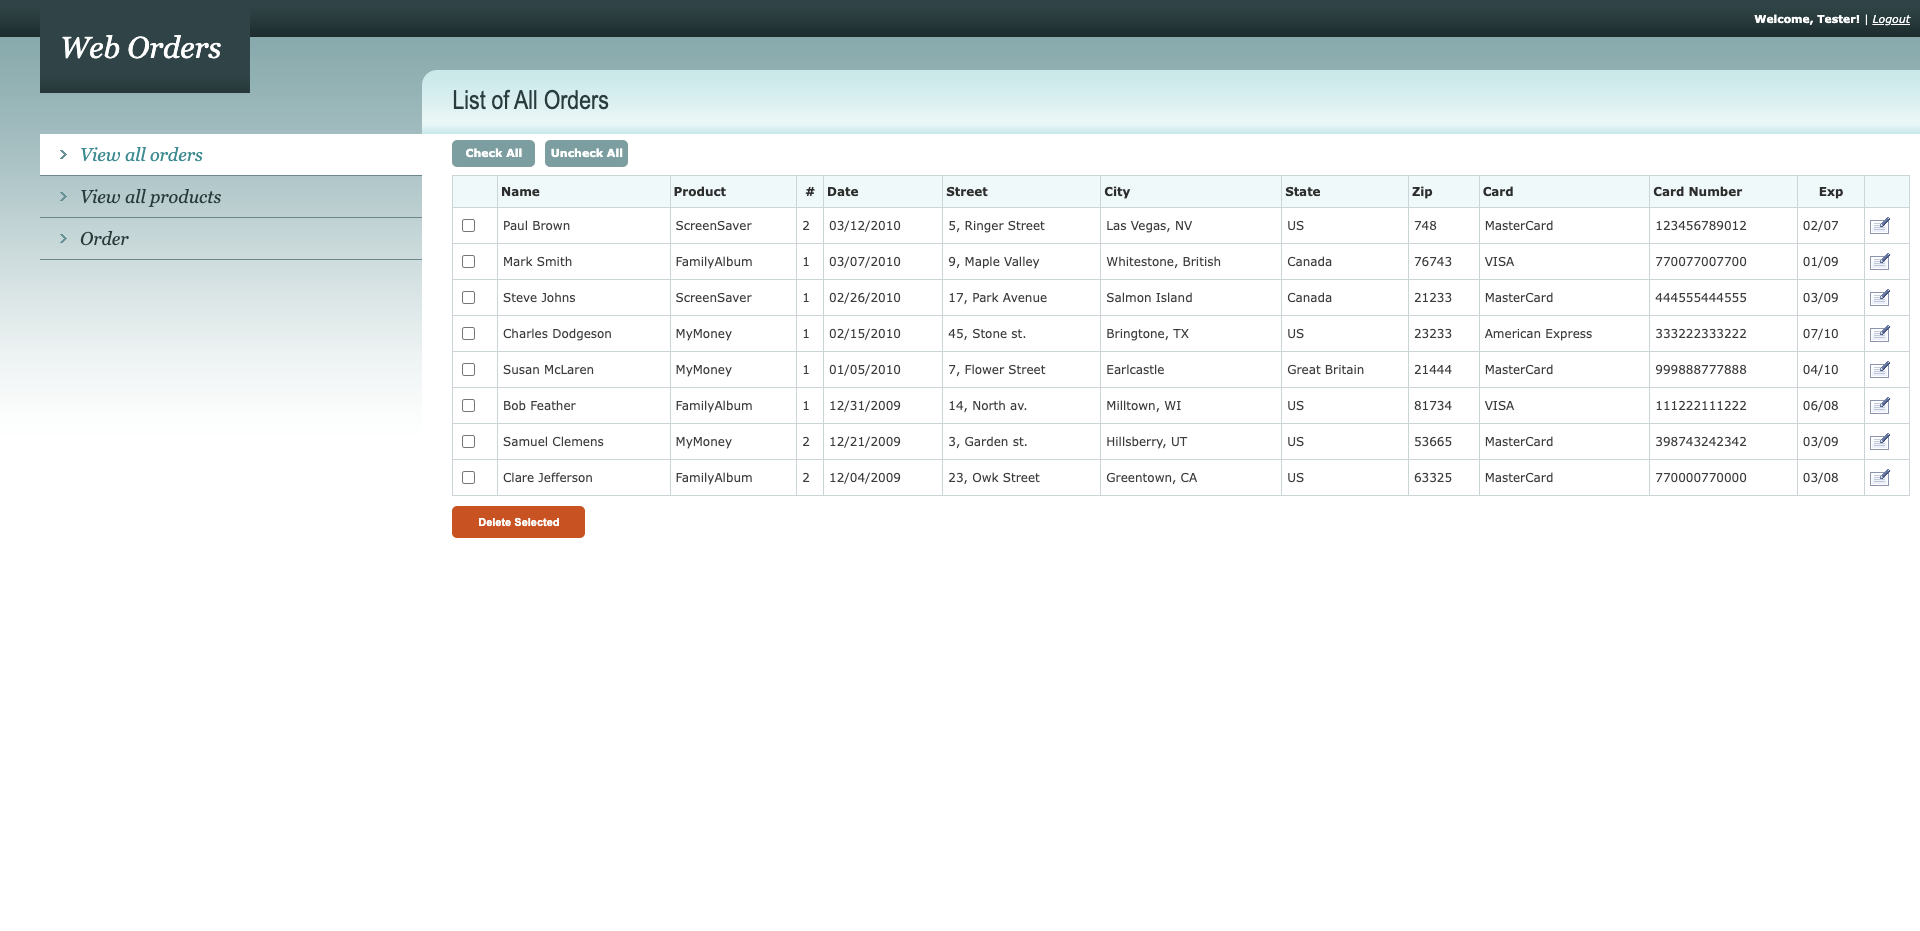 Welcome, Tester! | Logout
Web Orders
List of All Orders
View all orders
View all products
Order
Check All Uncheck All
Name Product # Date Street City State Zip Card Card Number Exp
Paul Brown ScreenSaver 2 03/12/2010 5, Ringer Street Las Vegas, NV US 748 MasterCard 123456789012 02/07
Mark Smith FamilyAlbum 1 03/07/2010 9, Maple Valley Whitestone, British Canada 76743 VISA 770077007700 01/09
Steve Johns ScreenSaver 1 02/26/2010 17, Park Avenue Salmon Island Canada 21233 MasterCard 444555444555 03/09
Charles Dodgeson MyMoney 1 02/15/2010 45, Stone st. Bringtone, TX US 23233 American Express 333222333222 07/10
Susan McLaren MyMoney 1 01/05/2010 7, Flower Street Earlcastle Great Britain 21444 MasterCard 999888777888 04/10
Bob Feather FamilyAlbum 1 12/31/2009 14, North av. Milltown, WI US 81734 VISA 111222111222 06/08
Samuel Clemens MyMoney 2 12/21/2009 3, Garden st. Hillsberry, UT US 53665 MasterCard 398743242342 03/09
Clare Jefferson FamilyAlbum 2 12/04/2009 23, Owk Street Greentown, CA US 63325 MasterCard 770000770000 03/08
Delete Selected